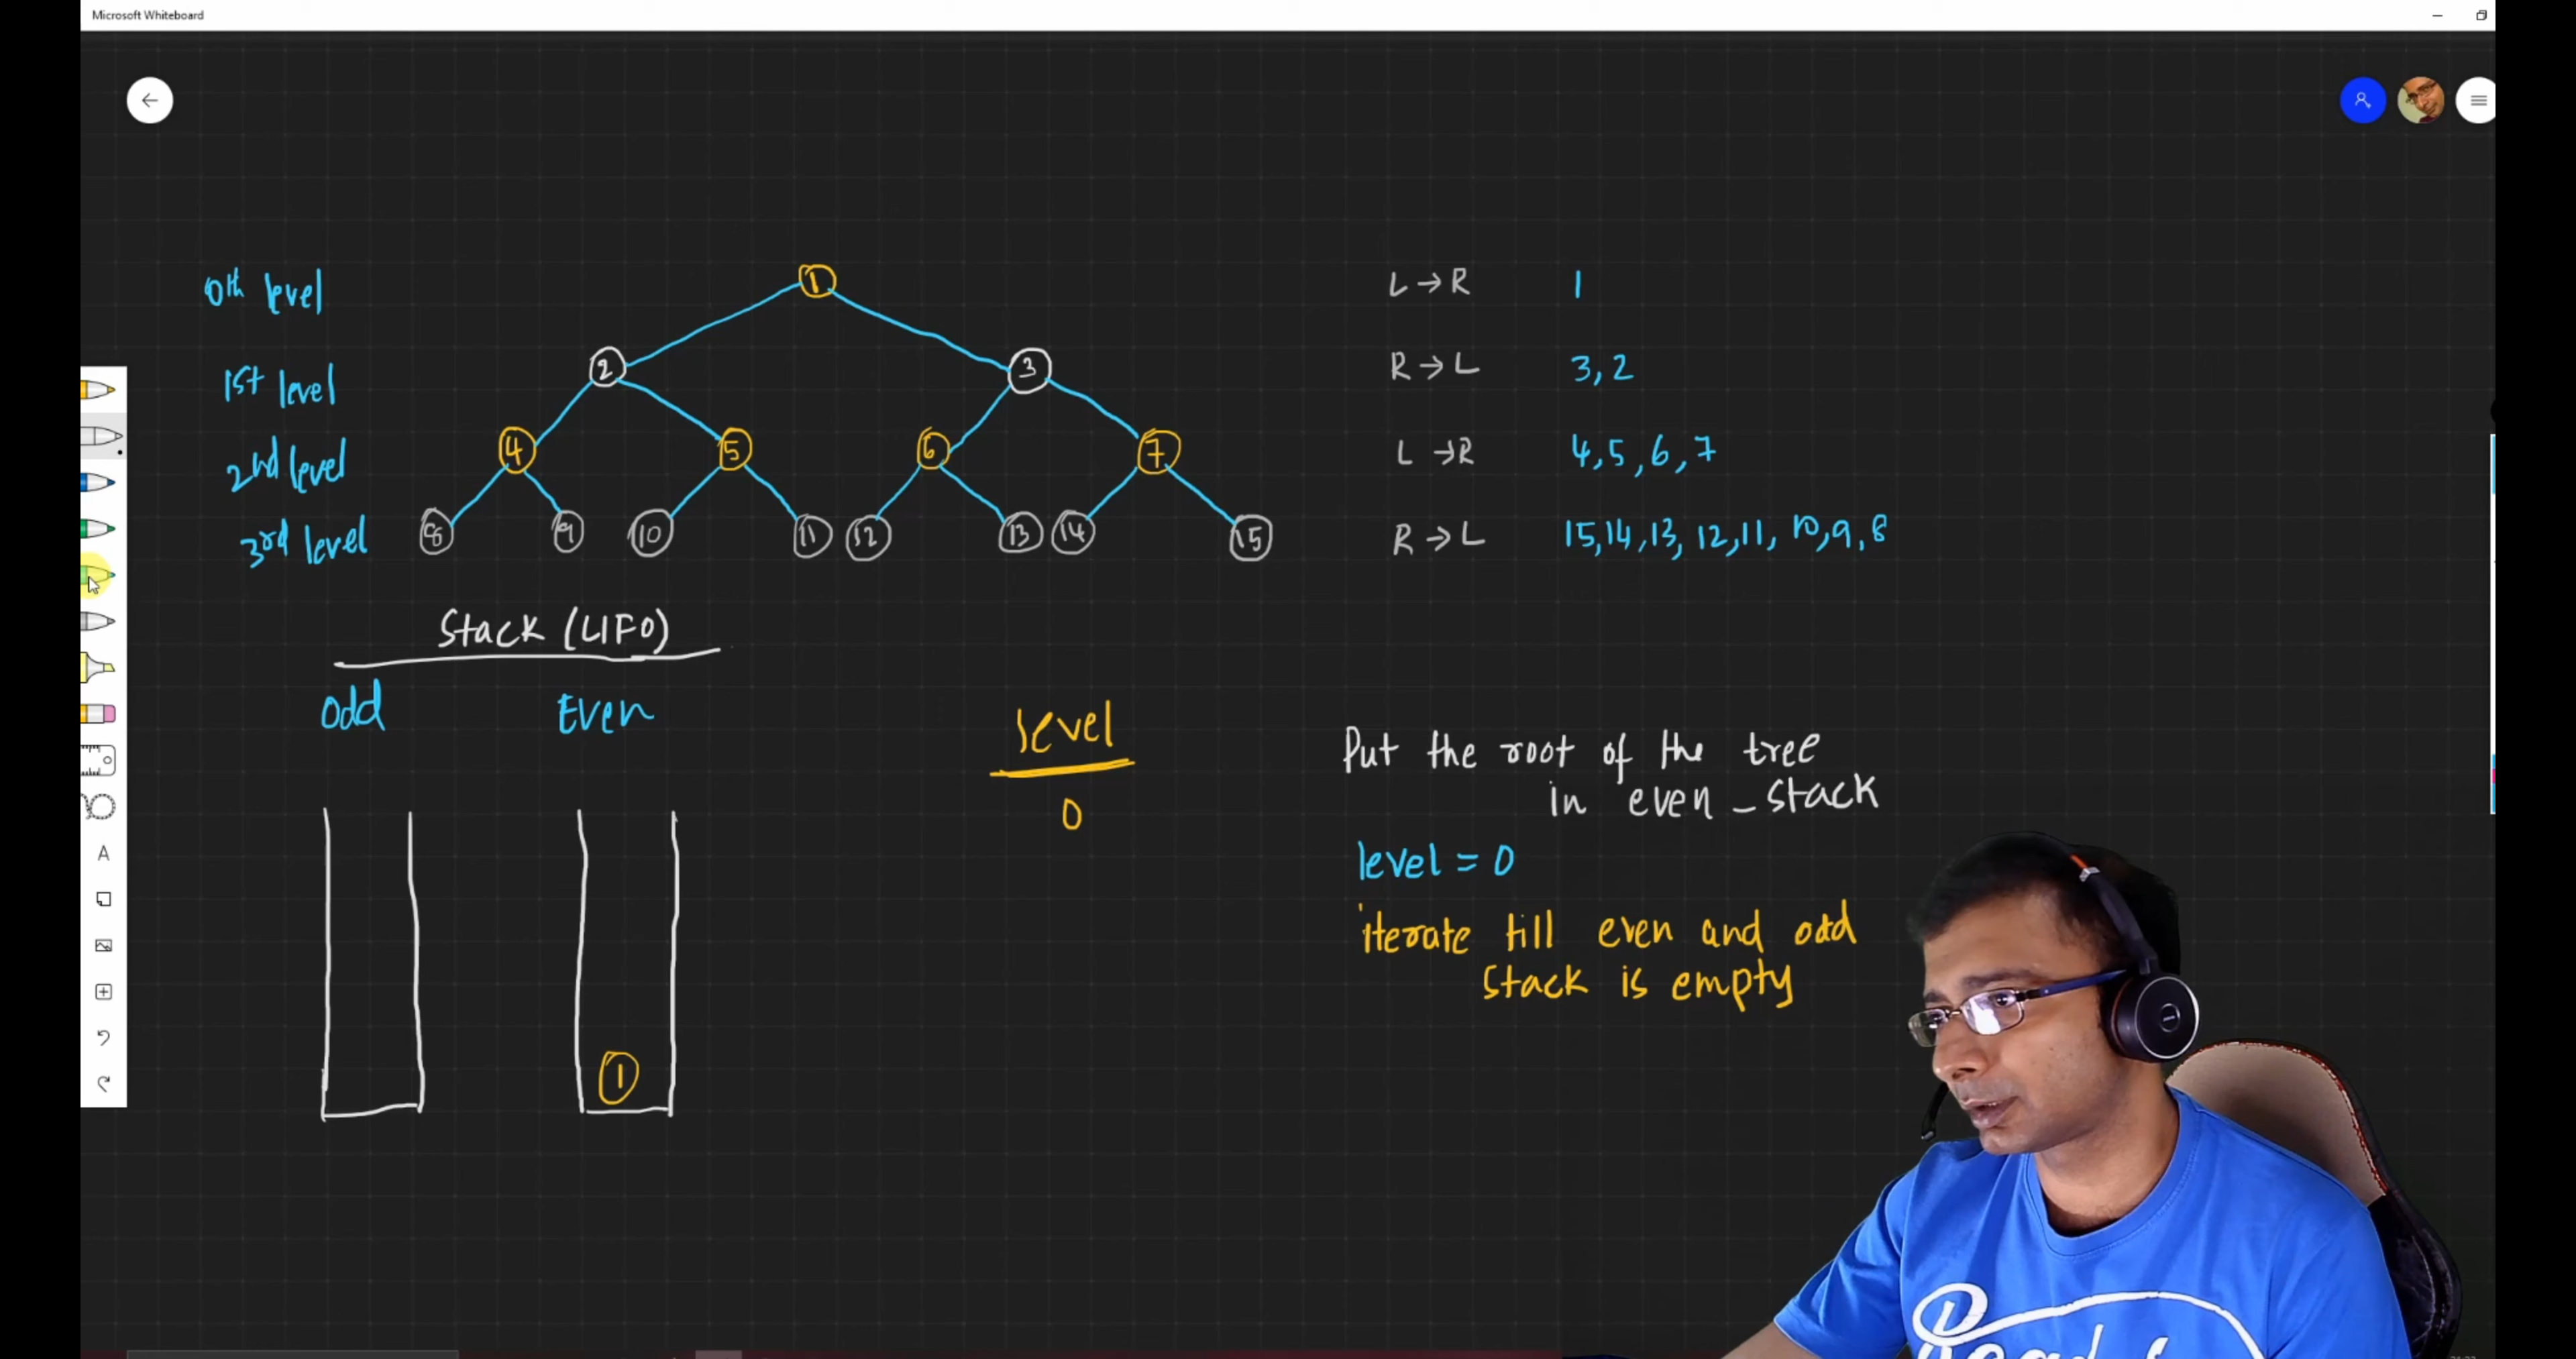 Microsoft Whiteboard
0th level
1
L → R 1
1st level
2 3
R → L 3, 2
2nd level
4 5 6 7
L → R 4, 5, 6, 7
3rd level
8 9 10 11 12 13 14 15
R → L 15, 14, 13, 12, 11, 10, 9, 8
Stack (LIFO)
Odd Even
level
0
Put the root of the tree
in even_stack
level = 0
iterate till even and odd
stack is empty
1
A